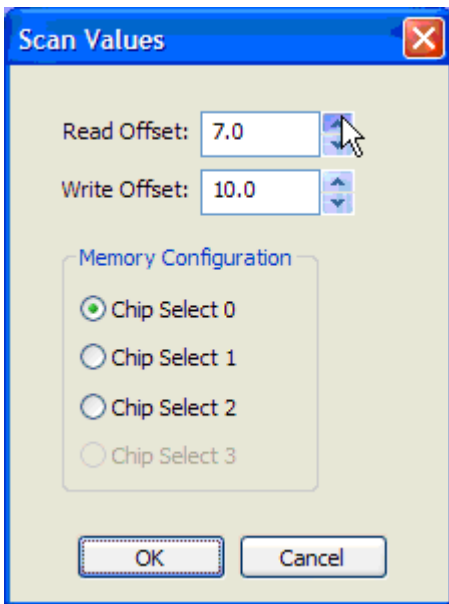 Scan Values
Read Offset: 7.0
Write Offset: 10.0
Memory Configuration
Chip Select 0
Chip Select 1
Chip Select 2
Chip Select 3
OK Cancel